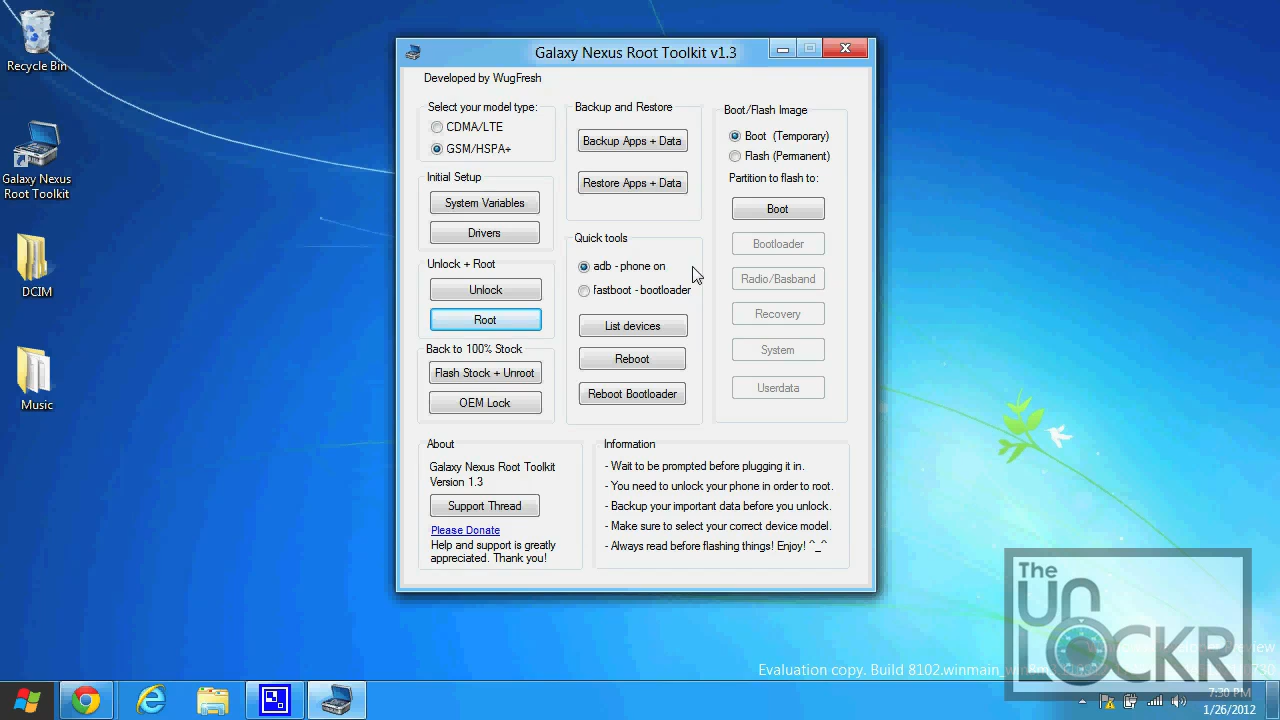 Recycle Bin
Galaxy Nexus
Root Toolkit
DCIM
Music
Galaxy Nexus Root Toolkit v1.3
Developed by WugFresh
Select your model type:
CDMA/LTE
GSM/HSPA+
Initial Setup
System Variables
Drivers
Unlock + Root
Unlock
Root
Back to 100% Stock
Flash Stock + Unroot
OEM Lock
Backup and Restore
Backup Apps + Data
Restore Apps + Data
Quick tools
adb - phone on
fastboot - bootloader
List devices
Reboot
Reboot Bootloader
Boot/Flash Image
Boot (Temporary)
Flash (Permanent)
Partition to flash to:
Boot
Bootloader
Radio/Basband
Recovery
System
Userdata
About
Galaxy Nexus Root Toolkit
Version 1.3
Support Thread
Please Donate
Help and support is greatly
appreciated. Thank you!
Information
- Wait to be prompted before plugging it in.
- You need to unlock your phone in order to root.
- Backup your important data before you unlock.
- Make sure to select your correct device model.
- Always read before flashing things! Enjoy! ^_^
The
UNLOCKR
Evaluation copy. Build 8102.winmain_
7:30 PM
1/26/2012